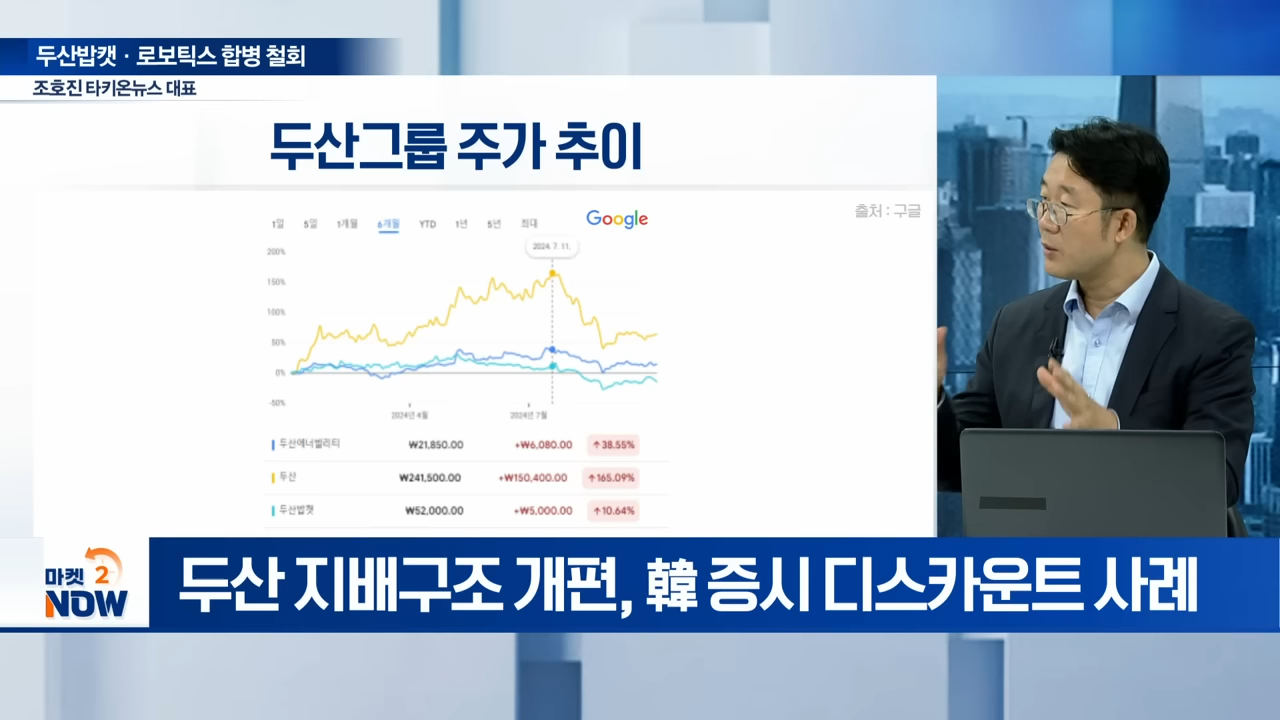 두산밥캣 · 로보틱스 합병 철회
조호진 타키온뉴스 대표
두산그룹 주가 추이
출처 : 구글
1일 5일 1개월 6개월 YTD 1년 5년 최대
Google
2024. 7. 11.
200%
150%
100%
50%
0%
-50%
2024년 4월 2024년 7월
두산에너빌리티 ₩21,850.00 +₩6,080.00 ↑38.55%
두산 ₩241,500.00 +₩150,400.00 ↑165.09%
두산밥캣 ₩52,000.00 +₩5,000.00 ↑10.64%
마켓 2
NOW
두산 지배구조 개편, 韓 증시 디스카운트 사례